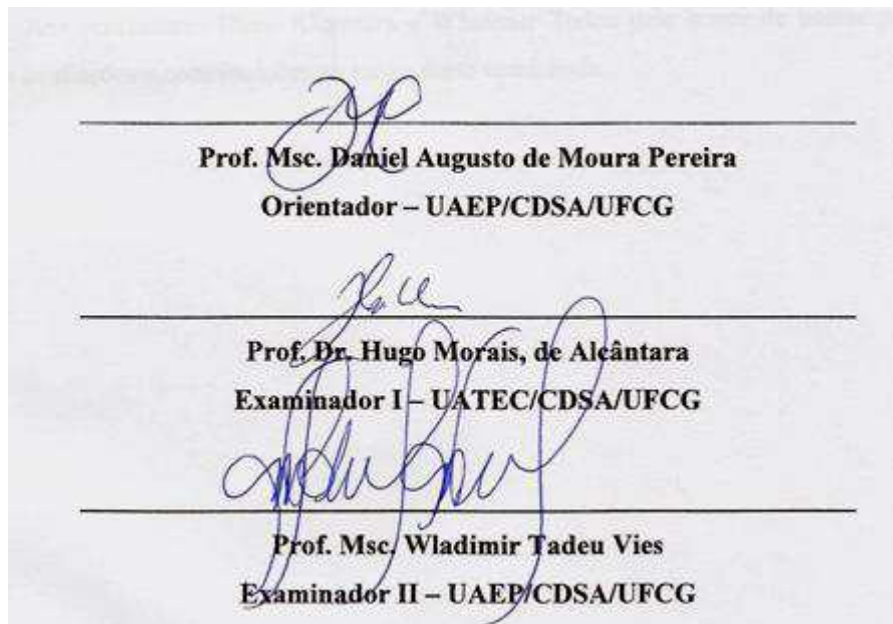 Prof. Msc. Daniel Augusto de Moura Pereira
Orientador – UAEP/CDSA/UFCG
Prof. Dr. Hugo Morais, de Alcântara
Examinador I – UATEC/CDSA/UFCG
Prof. Msc. Wladimir Tadeu Vies
Examinador II – UAEP/CDSA/UFCG